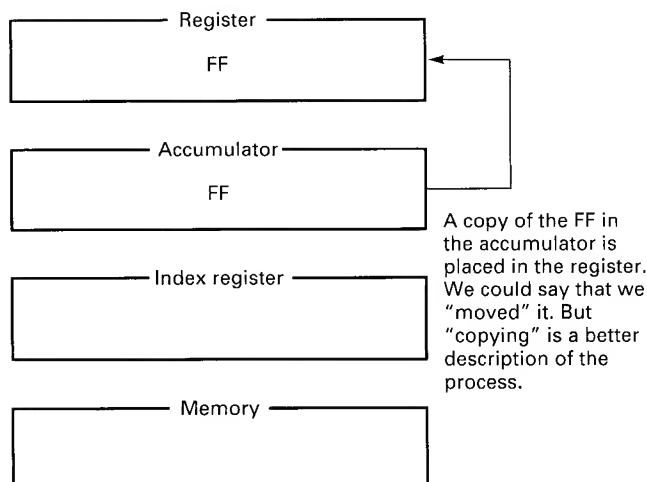 Register
FF
Accumulator
FF
A copy of the FF in
the accumulator is
placed in the register.
We could say that we
“moved” it. But
“copying” is a better
description of the
process.
Index register
Memory